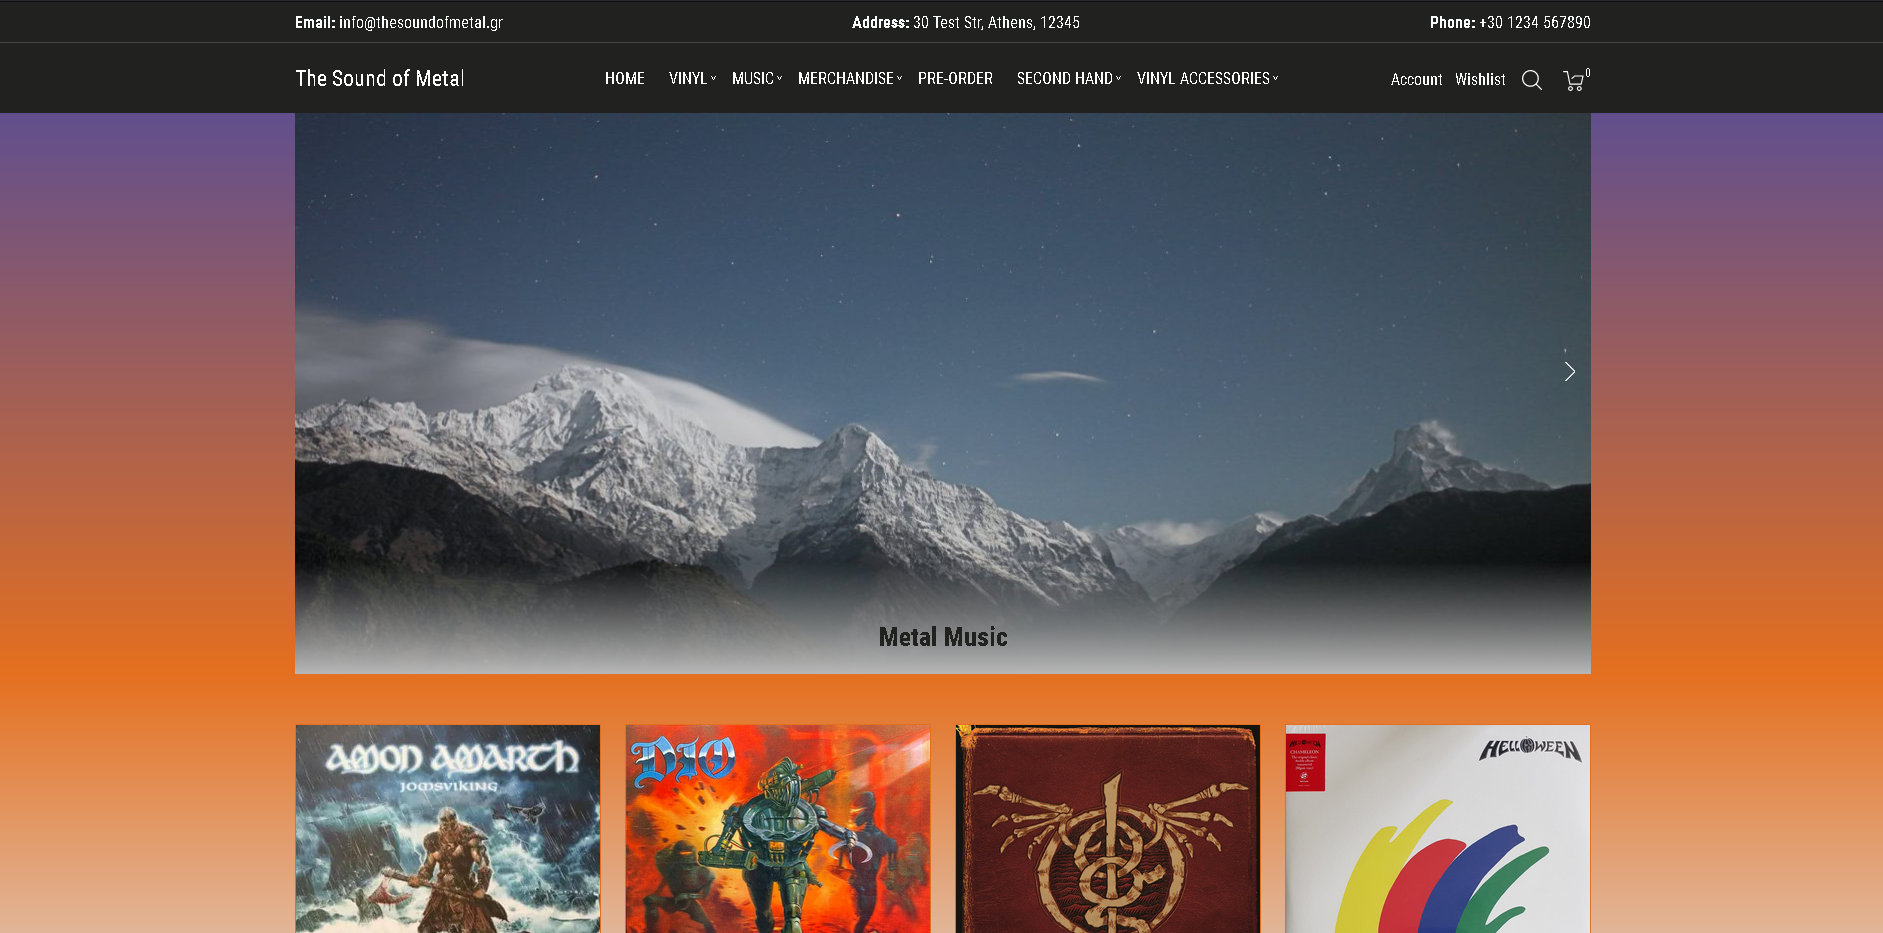 Email: info@thesoundofmetal.gr
Address: 30 Test Str, Athens, 12345
Phone: +30 1234 567890
The Sound of Metal
HOME VINYL MUSIC MERCHANDISE PRE-ORDER SECOND HAND VINYL ACCESSORIES
Account Wishlist 0
Metal Music
AMON AMARTH
JOMSVIKING
DIO
HELLOWEEN
HELLOWEEN
CHAMELEON